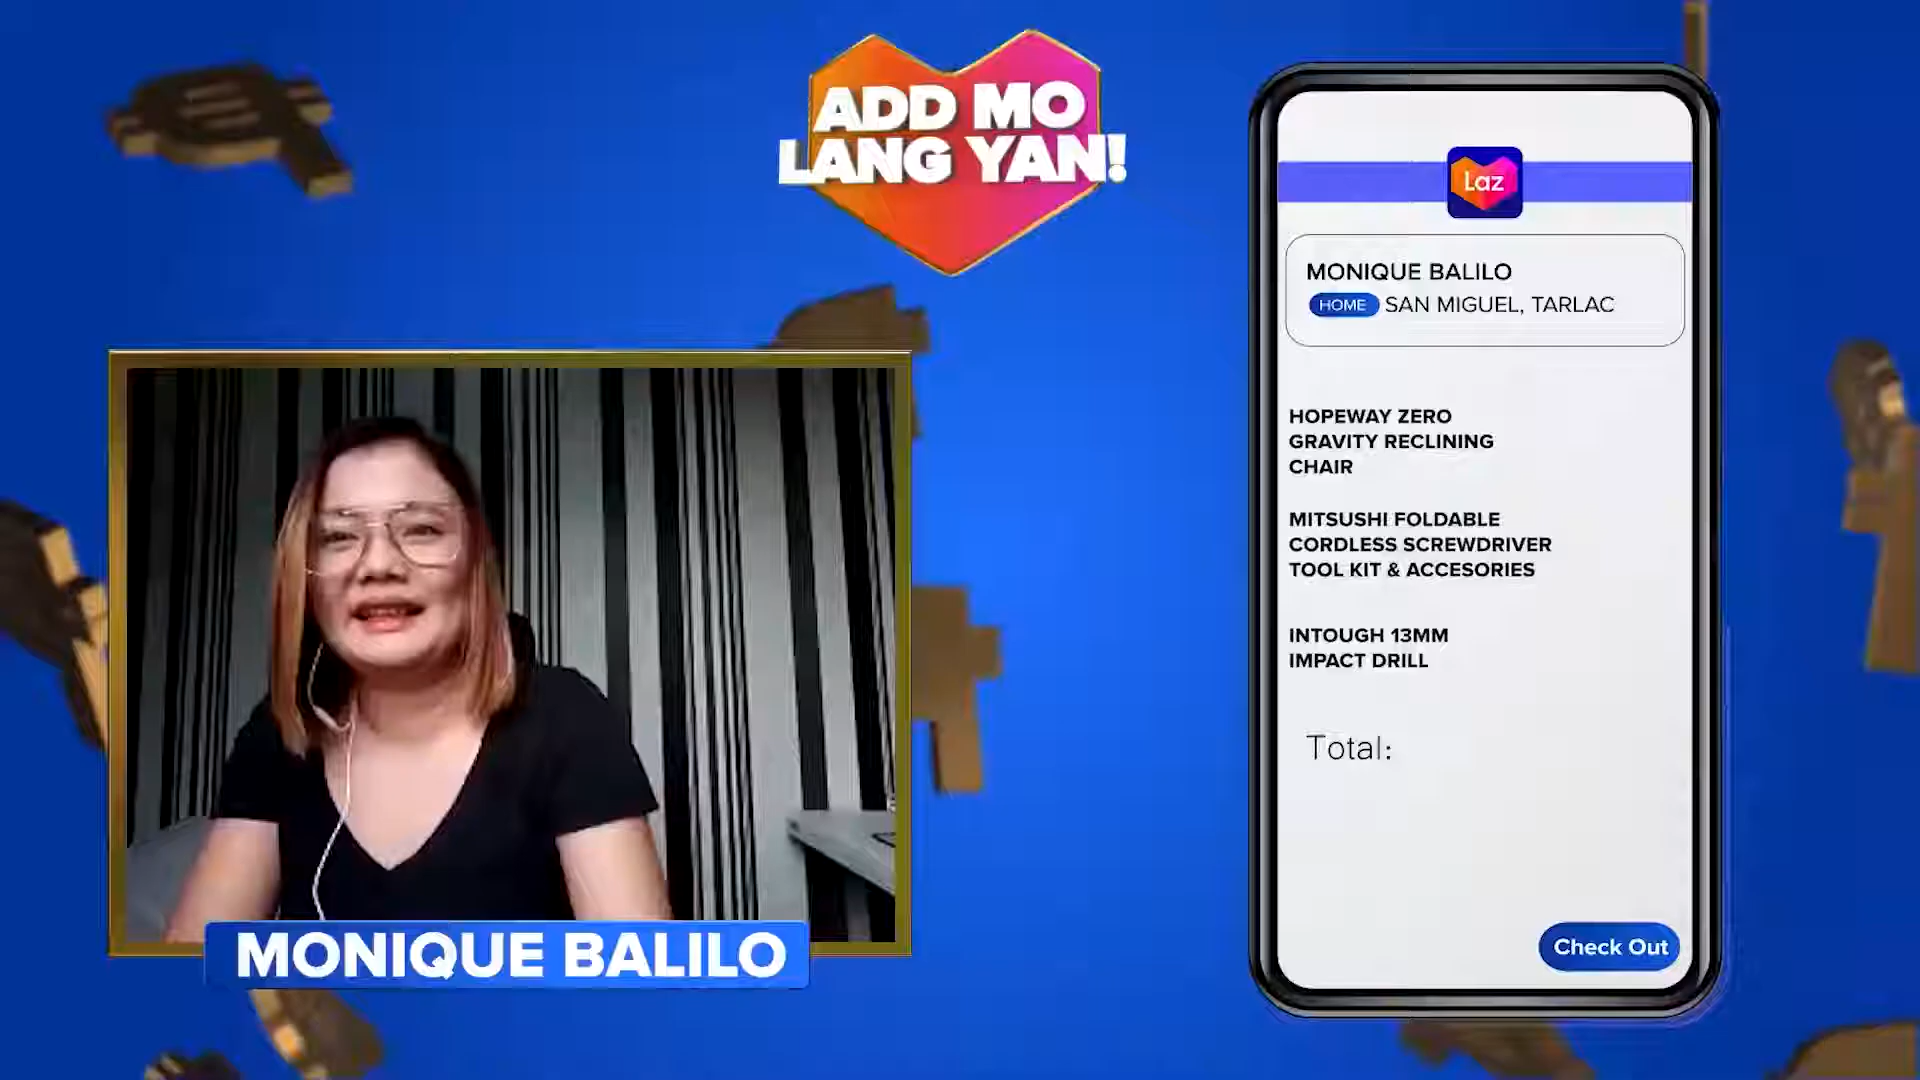 ADD MO
LANG YAN!
Laz
MONIQUE BALILO
HOME SAN MIGUEL, TARLAC
HOPEWAY ZERO
GRAVITY RECLINING
CHAIR
MITSUSHI FOLDABLE
CORDLESS SCREWDRIVER
TOOL KIT & ACCESORIES
INTOUGH 13MM
IMPACT DRILL
Total:
Check Out
MONIQUE BALILO